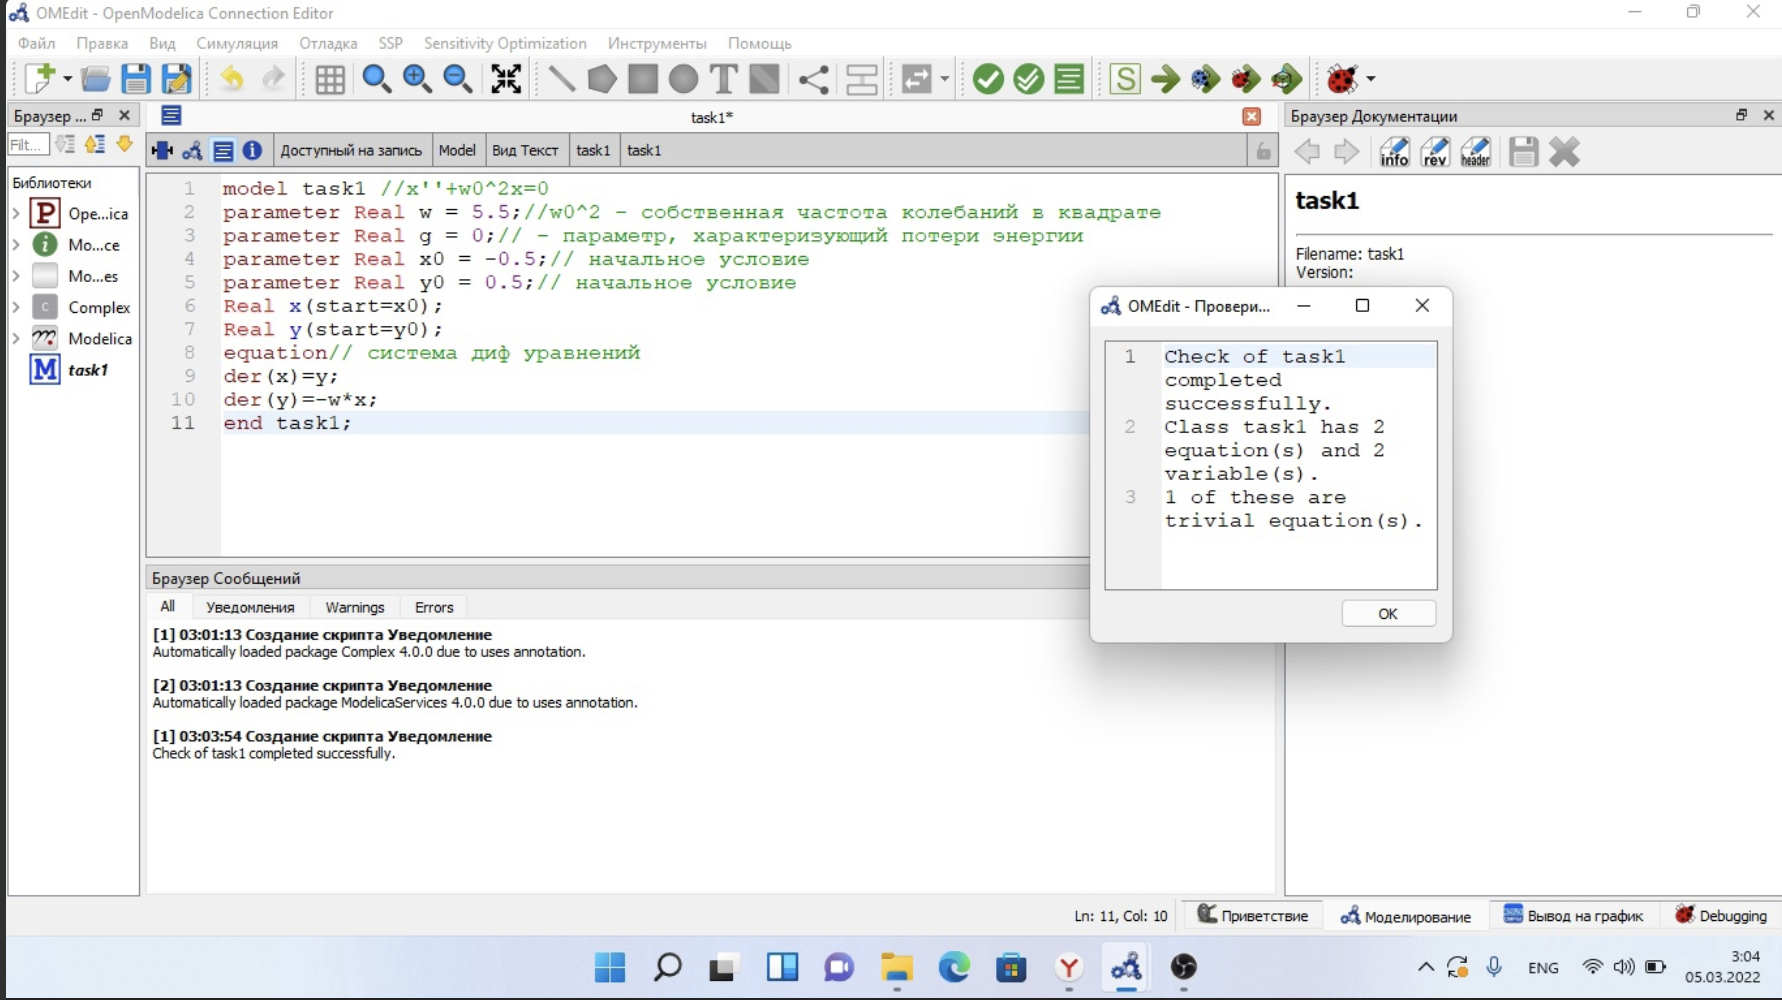 OMEdit - OpenModelica Connection Editor
Файл Правка Вид Симуляция Отладка SSP Sensitivity Optimization Инструменты Помощь
Браузер ...
task1*
Браузер Документации
Filt...
Доступный на запись Model Вид Текст task1 task1
info rev header
Библиотеки
Ope...ica
Mo...ce
Mo...es
Complex
Modelica
task1
1 model task1 //x''+w0^2x=0
2 parameter Real w = 5.5;//w0^2 - собственная частота колебаний в квадрате
3 parameter Real g = 0;// - параметр, характеризующий потери энергии
4 parameter Real x0 = -0.5;// начальное условие
5 parameter Real y0 = 0.5;// начальное условие
6 Real x(start=x0);
7 Real y(start=y0);
8 equation// система диф уравнений
9 der(x)=y;
10 der(y)=-w*x;
11 end task1;
task1
Filename: task1
Version:
OMEdit - Провери...
1 Check of task1
completed
successfully.
2 Class task1 has 2
equation(s) and 2
variable(s).
3 1 of these are
trivial equation(s).
OK
Браузер Сообщений
All Уведомления Warnings Errors
[1] 03:01:13 Создание скрипта Уведомление
Automatically loaded package Complex 4.0.0 due to uses annotation.
[2] 03:01:13 Создание скрипта Уведомление
Automatically loaded package ModelicaServices 4.0.0 due to uses annotation.
[1] 03:03:54 Создание скрипта Уведомление
Check of task1 completed successfully.
Ln: 11, Col: 10 Приветствие Моделирование Вывод на график Debugging
ENG
3:04
05.03.2022